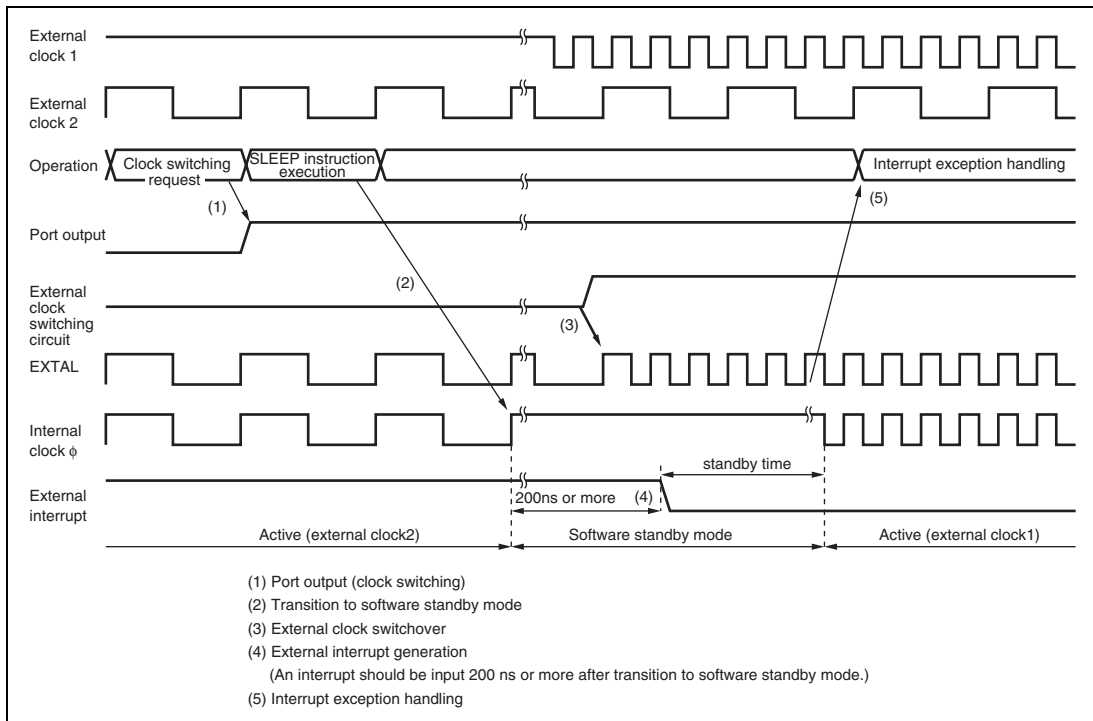 External
clock 1
External
clock 2
Operation
Clock switching
request
SLEEP instruction
execution
Interrupt exception handling
(1)
(5)
Port output
(2)
External
clock
switching
circuit
(3)
EXTAL
Internal
clock ϕ
standby time
External
interrupt
200ns or more
(4)
Active (external clock2)
Software standby mode
Active (external clock1)
(1) Port output (clock switching)
(2) Transition to software standby mode
(3) External clock switchover
(4) External interrupt generation
(An interrupt should be input 200 ns or more after transition to software standby mode.)
(5) Interrupt exception handling